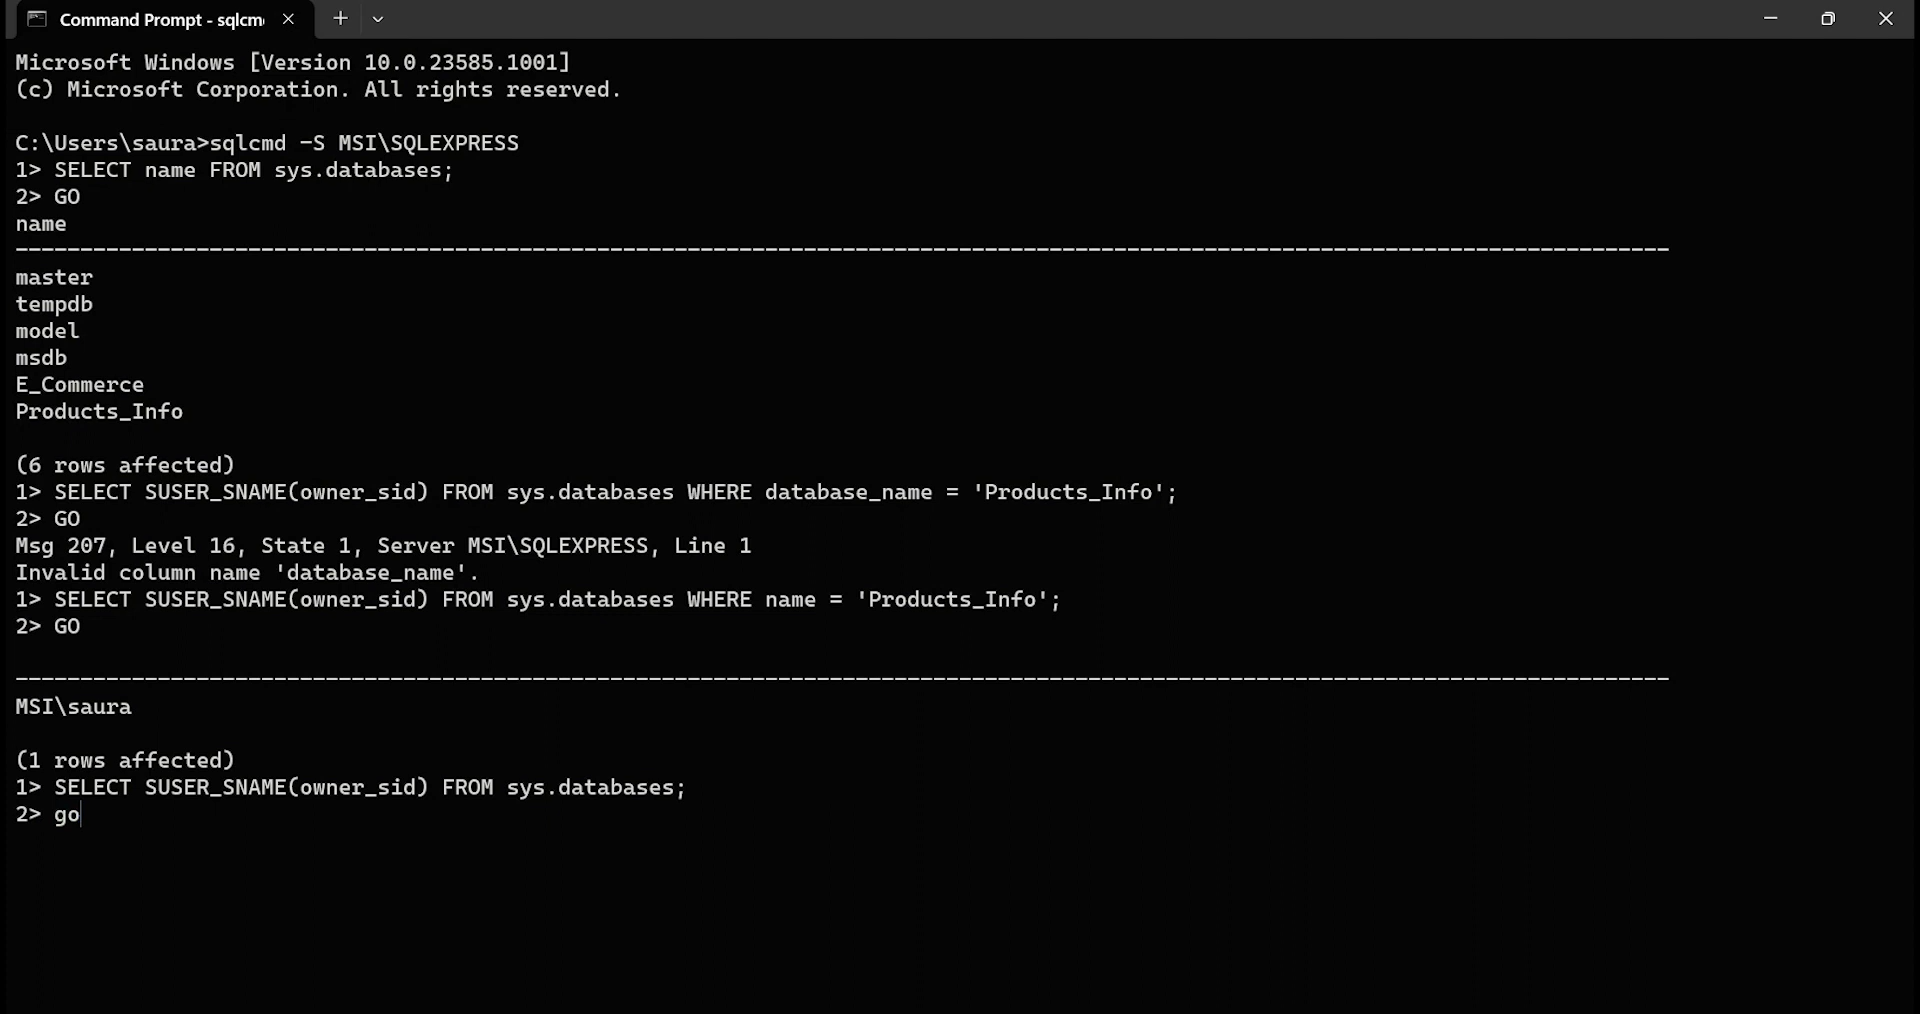 Command Prompt - sqlcm
Microsoft Windows [Version 10.0.23585.1001]
(c) Microsoft Corporation. All rights reserved.
C:\Users\saura>sqlcmd -S MSI\SQLEXPRESS
1> SELECT name FROM sys.databases;
2> GO
name
--------------------------------------------------------------------------------------------------------------------------------
master
tempdb
model
msdb
E_Commerce
Products_Info
(6 rows affected)
1> SELECT SUSER_SNAME(owner_sid) FROM sys.databases WHERE database_name = 'Products_Info';
2> GO
Msg 207, Level 16, State 1, Server MSI\SQLEXPRESS, Line 1
Invalid column name 'database_name'.
1> SELECT SUSER_SNAME(owner_sid) FROM sys.databases WHERE name = 'Products_Info';
2> GO
--------------------------------------------------------------------------------------------------------------------------------
MSI\saura
(1 rows affected)
1> SELECT SUSER_SNAME(owner_sid) FROM sys.databases;
2> go